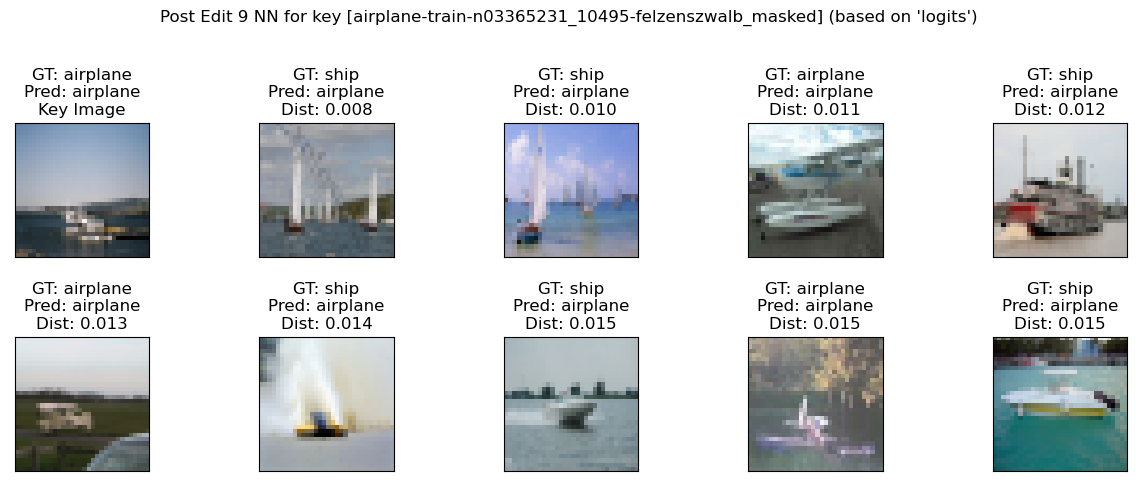 Post Edit 9 NN for key [airplane-train-n03365231_10495-felzenszwalb_masked] (based on 'logits')
GT: airplane
Pred: airplane
Key Image
GT: ship
Pred: airplane
Dist: 0.008
GT: ship
Pred: airplane
Dist: 0.010
GT: airplane
Pred: airplane
Dist: 0.011
GT: ship
Pred: airplane
Dist: 0.012
GT: airplane
Pred: airplane
Dist: 0.013
GT: ship
Pred: airplane
Dist: 0.014
GT: ship
Pred: airplane
Dist: 0.015
GT: airplane
Pred: airplane
Dist: 0.015
GT: ship
Pred: airplane
Dist: 0.015